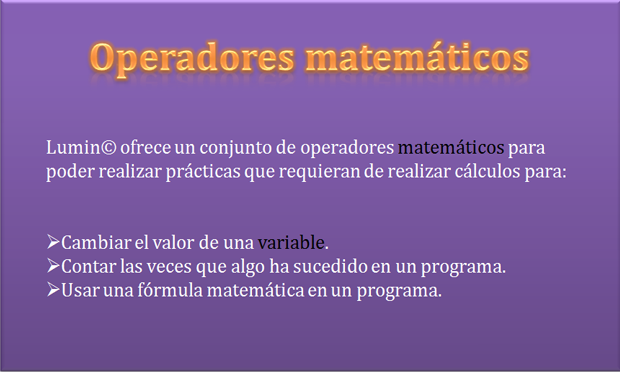 Operadores matemáticos
Lumin© ofrece un conjunto de operadores matemáticos para
poder realizar prácticas que requieran de realizar cálculos para:
➢Cambiar el valor de una variable.
➢Contar las veces que algo ha sucedido en un programa.
➢Usar una fórmula matemática en un programa.